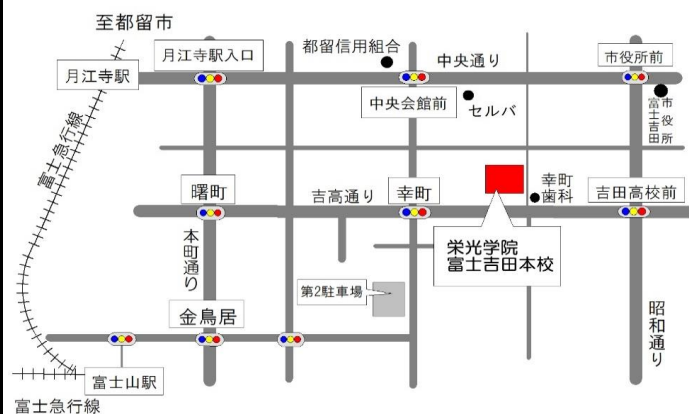 至都留市
月江寺駅
月江寺駅入口
都留信用組合
中央通り
市役所前
中央会館前
セルバ
富士吉田
市役所
富士急行線
曙町
吉高通り
幸町
幸町
歯科
吉田高校前
本町通り
栄光学院
富士吉田本校
第2駐車場
金鳥居
昭和通り
富士山駅
富士急行線